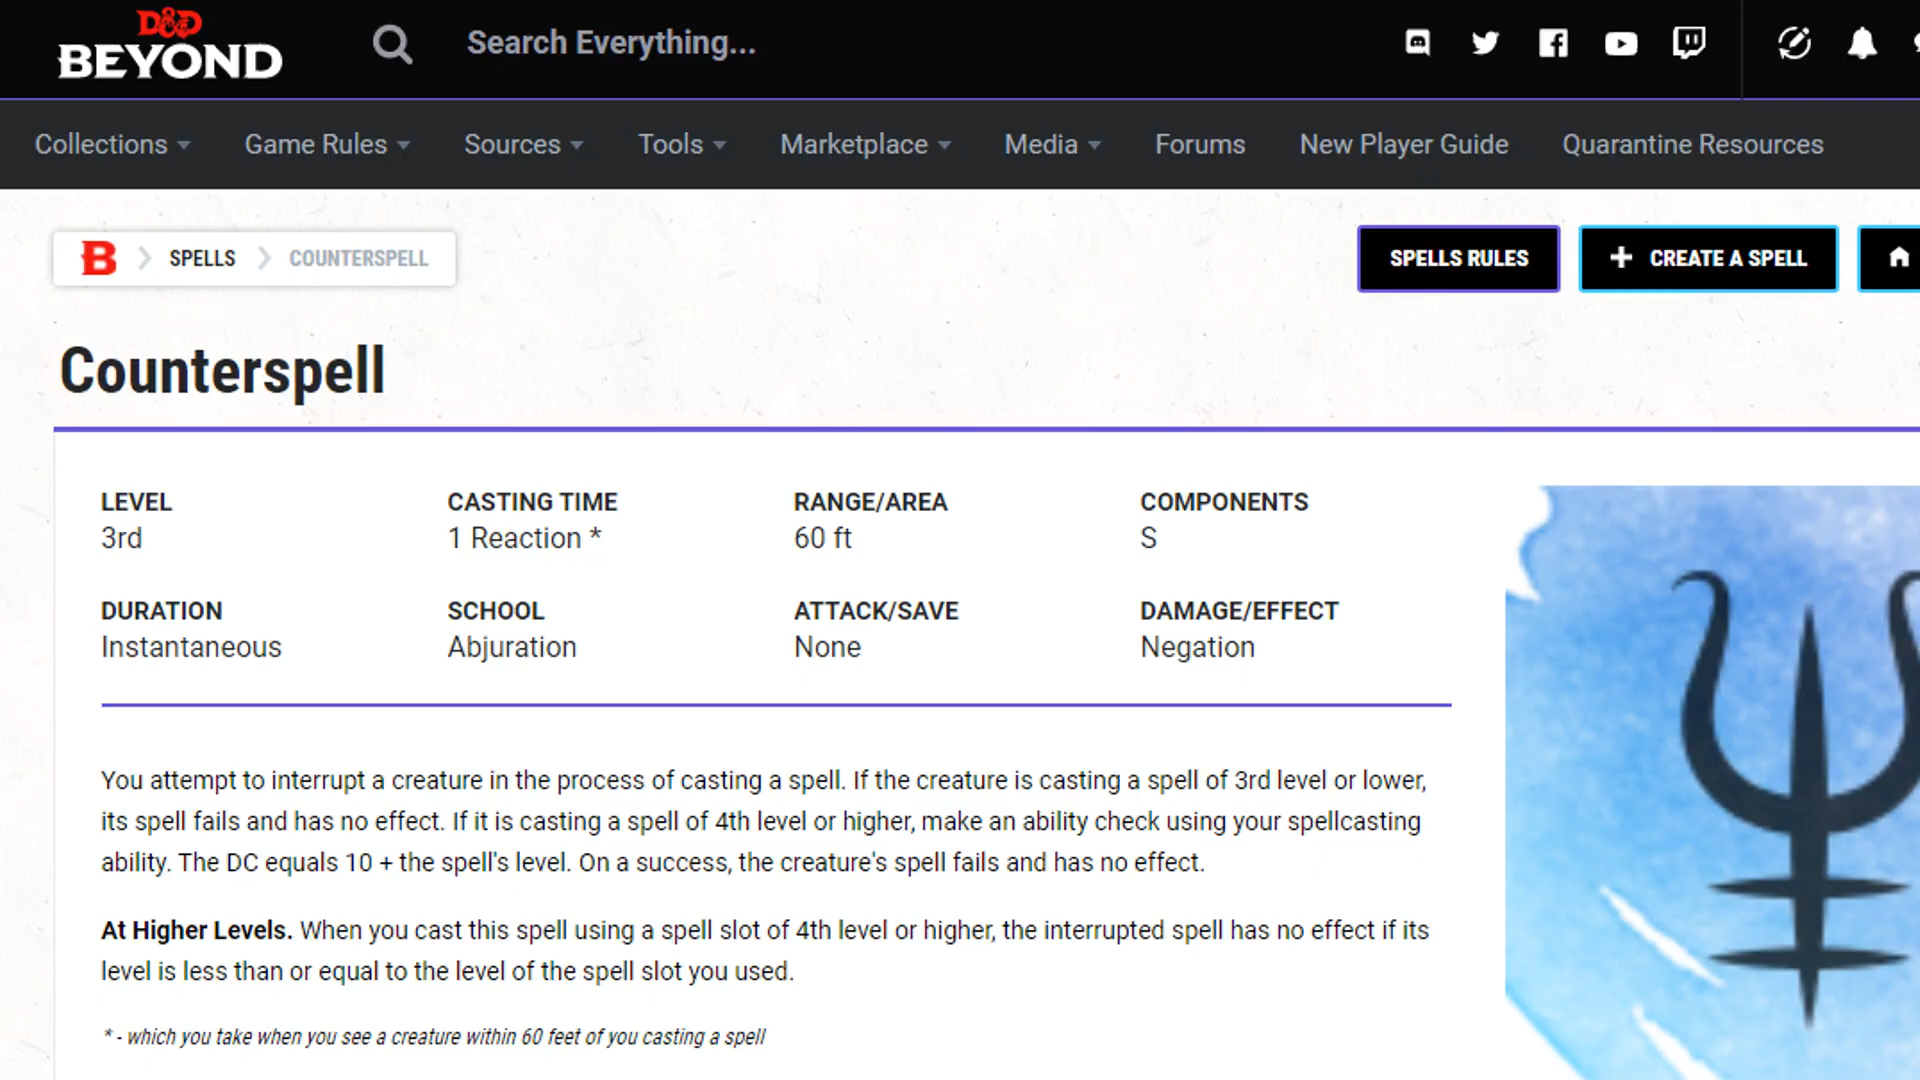 D&D
BEYOND
Search Everything...
Collections
Game Rules
Sources
Tools
Marketplace
Media
Forums
New Player Guide
Quarantine Resources
B
SPELLS
COUNTERSPELL
SPELLS RULES
+ CREATE A SPELL
Counterspell
LEVEL
3rd
CASTING TIME
1 Reaction *
RANGE/AREA
60 ft
COMPONENTS
S
DURATION
Instantaneous
SCHOOL
Abjuration
ATTACK/SAVE
None
DAMAGE/EFFECT
Negation
You attempt to interrupt a creature in the process of casting a spell. If the creature is casting a spell of 3rd level or lower,
its spell fails and has no effect. If it is casting a spell of 4th level or higher, make an ability check using your spellcasting
ability. The DC equals 10 + the spell's level. On a success, the creature's spell fails and has no effect.
At Higher Levels. When you cast this spell using a spell slot of 4th level or higher, the interrupted spell has no effect if its
level is less than or equal to the level of the spell slot you used.
* - which you take when you see a creature within 60 feet of you casting a spell